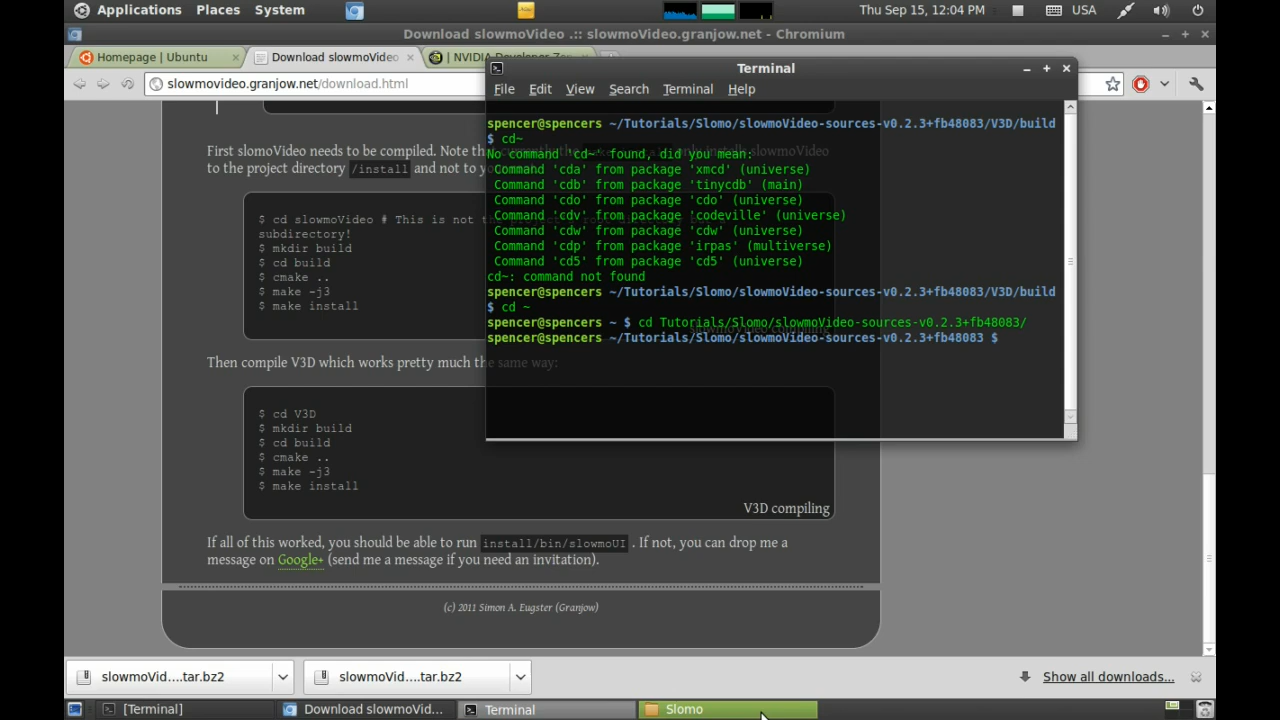 Applications Places System Thu Sep 15, 12:04 PM USA
Download slowmoVideo .:: slowmoVideo.granjow.net - Chromium
Homepage | Ubuntu
Download slowmoVideo
| NVIDIA Developer Zon
slowmovideo.granjow.net/download.html
First slomoVideo needs to be compiled. Note
to the project directory /install and not to
$ cd slowmoVideo # This is not
subdirectory!
$ mkdir build
$ cd build
$ cmake ..
$ make -j3
$ make install
Then compile V3D which works pretty much the same way:
$ cd V3D
$ mkdir build
$ cd build
$ cmake ..
$ make -j3
$ make install
V3D compiling
If all of this worked, you should be able to run install/bin/slowmoUI . If not, you can drop me a
message on Google+ (send me a message if you need an invitation).
(c) 2011 Simon A. Eugster (Granjow)
Terminal
File Edit View Search Terminal Help
spencer@spencers ~/Tutorials/Slomo/slowmoVideo-sources-v0.2.3+fb48083/V3D/build
$ cd~
No command 'cd~' found, did you mean:
Command 'cda' from package 'xmcd' (universe)
Command 'cdb' from package 'tinycdb' (main)
Command 'cdo' from package 'cdo' (universe)
Command 'cdv' from package 'codeville' (universe)
Command 'cdw' from package 'cdw' (universe)
Command 'cdp' from package 'irpas' (multiverse)
Command 'cd5' from package 'cd5' (universe)
cd~: command not found
spencer@spencers ~/Tutorials/Slomo/slowmoVideo-sources-v0.2.3+fb48083/V3D/build
$ cd ~
spencer@spencers ~ $ cd Tutorials/Slomo/slowmoVideo-sources-v0.2.3+fb48083/
spencer@spencers ~/Tutorials/Slomo/slowmoVideo-sources-v0.2.3+fb48083 $
slowmoVid....tar.bz2
slowmoVid....tar.bz2
Show all downloads...
[Terminal]
Download slowmoVid...
Terminal
Slomo